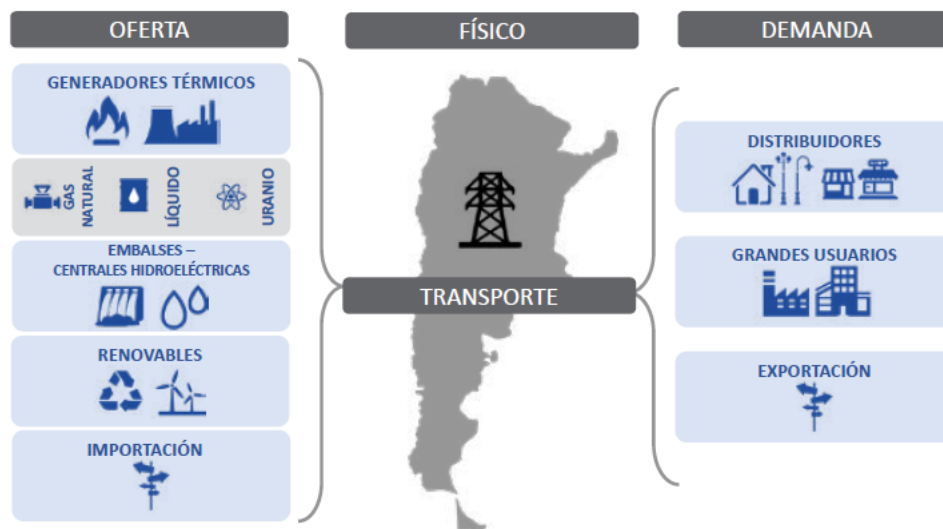 OFERTA
GENERADORES TÉRMICOS
GAS
NATURAL
LÍQUIDO
URANIO
EMBALSES –
CENTRALES HIDROELÉCTRICAS
RENOVABLES
IMPORTACIÓN
FÍSICO
TRANSPORTE
DEMANDA
DISTRIBUIDORES
GRANDES USUARIOS
EXPORTACIÓN